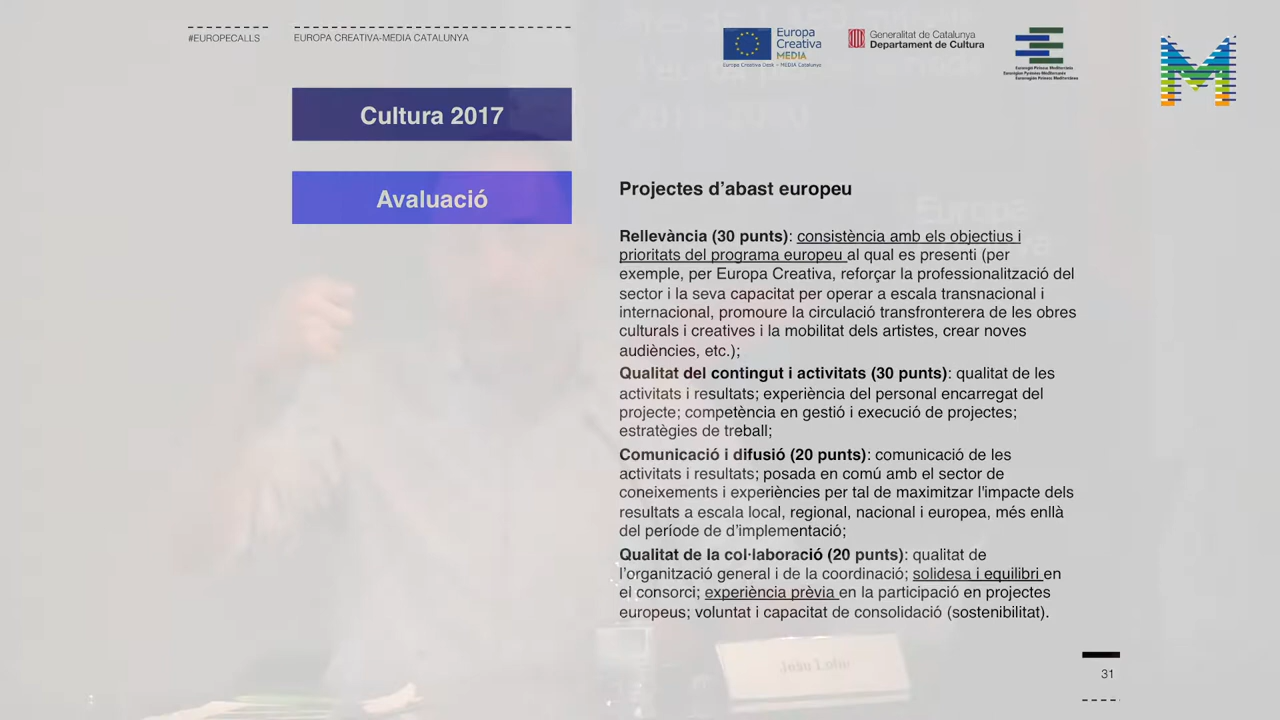 #EUROPECALLS
EUROPA CREATIVA-MEDIA CATALUNYA
Europa
Creativa
MEDIA
Europa Creativa Desk - MEDIA Catalunya
Generalitat de Catalunya
Departament de Cultura
Cultura 2017
Avaluació
Projectes d’abast europeu
Rellevància (30 punts): consistència amb els objectius i
prioritats del programa europeu al qual es presenti (per
exemple, per Europa Creativa, reforçar la professionalització del
sector i la seva capacitat per operar a escala transnacional i
internacional, promoure la circulació transfronterera de les obres
culturals i creatives i la mobilitat dels artistes, crear noves
audiències, etc.);
Qualitat del contingut i activitats (30 punts): qualitat de les
activitats i resultats; experiència del personal encarregat del
projecte; competència en gestió i execució de projectes;
estratègies de treball;
Comunicació i difusió (20 punts): comunicació de les
activitats i resultats; posada en comú amb el sector de
coneixements i experiències per tal de maximitzar l'impacte dels
resultats a escala local, regional, nacional i europea, més enllà
del període de d’implementació;
Qualitat de la col·laboració (20 punts): qualitat de
l’organització general i de la coordinació; solidesa i equilibri en
el consorci; experiència prèvia en la participació en projectes
europeus; voluntat i capacitat de consolidació (sostenibilitat).
31